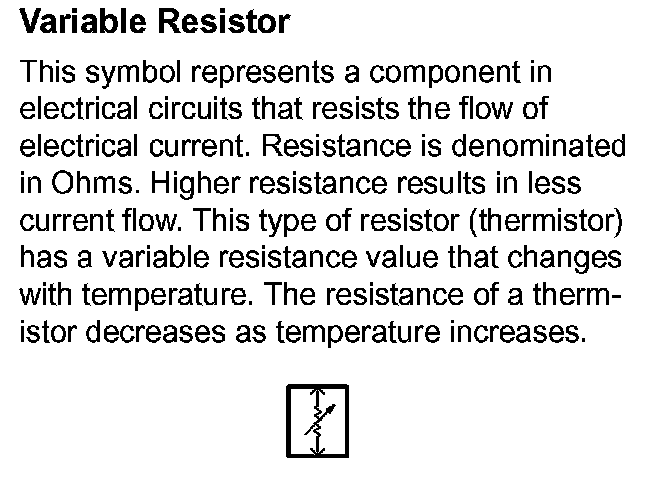 Variable Resistor
This symbol represents a component in
electrical circuits that resists the flow of
electrical current. Resistance is denominated
in Ohms. Higher resistance results in less
current flow. This type of resistor (thermistor)
has a variable resistance value that changes
with temperature. The resistance of a therm-
istor decreases as temperature increases.